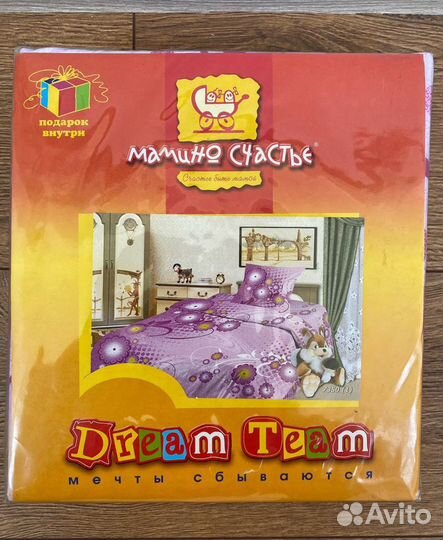 подарок
внутри
мамино счастье®
Счастье быть мамой
Dream Team
мечты сбываются
Avito